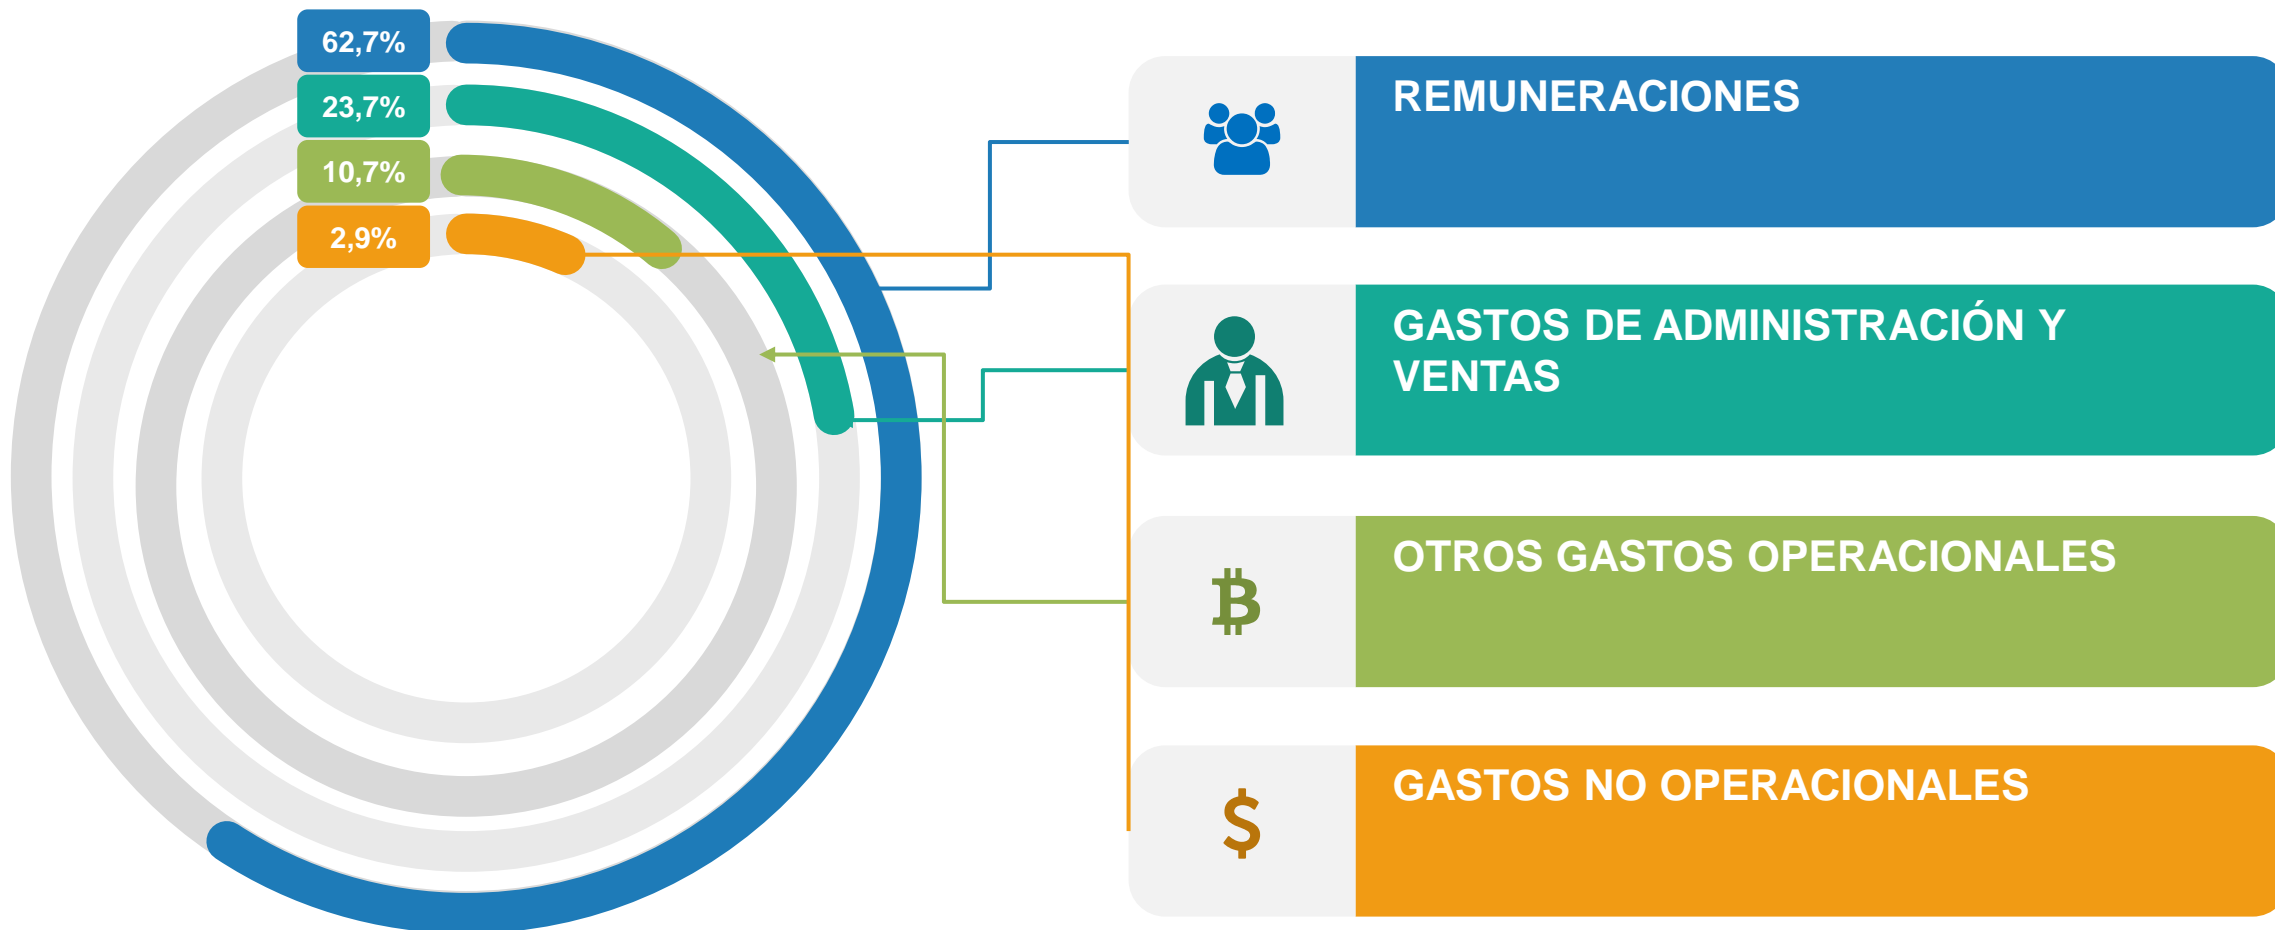 62,7%
23,7%
10,7%
2,9%
REMUNERACIONES
GASTOS DE ADMINISTRACIÓN Y
VENTAS
OTROS GASTOS OPERACIONALES
GASTOS NO OPERACIONALES